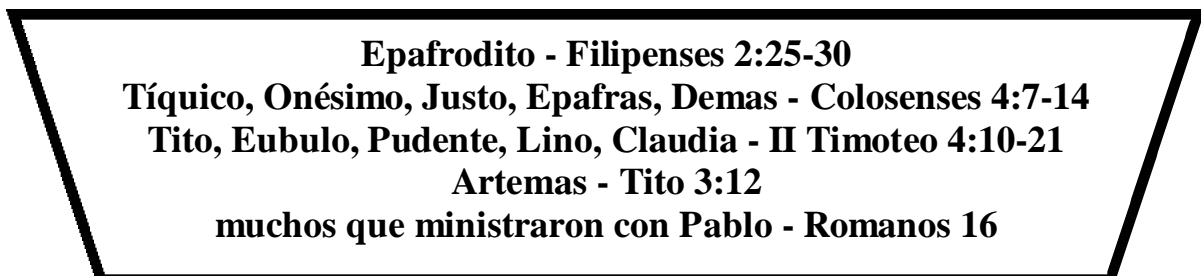 Epafrodito - Filipenses 2:25-30
Tíquico, Onésimo, Justo, Epafras, Demas - Colosenses 4:7-14
Tito, Eubulo, Pudente, Lino, Claudia - II Timoteo 4:10-21
Artemas - Tito 3:12
muchos que ministraron con Pablo - Romanos 16